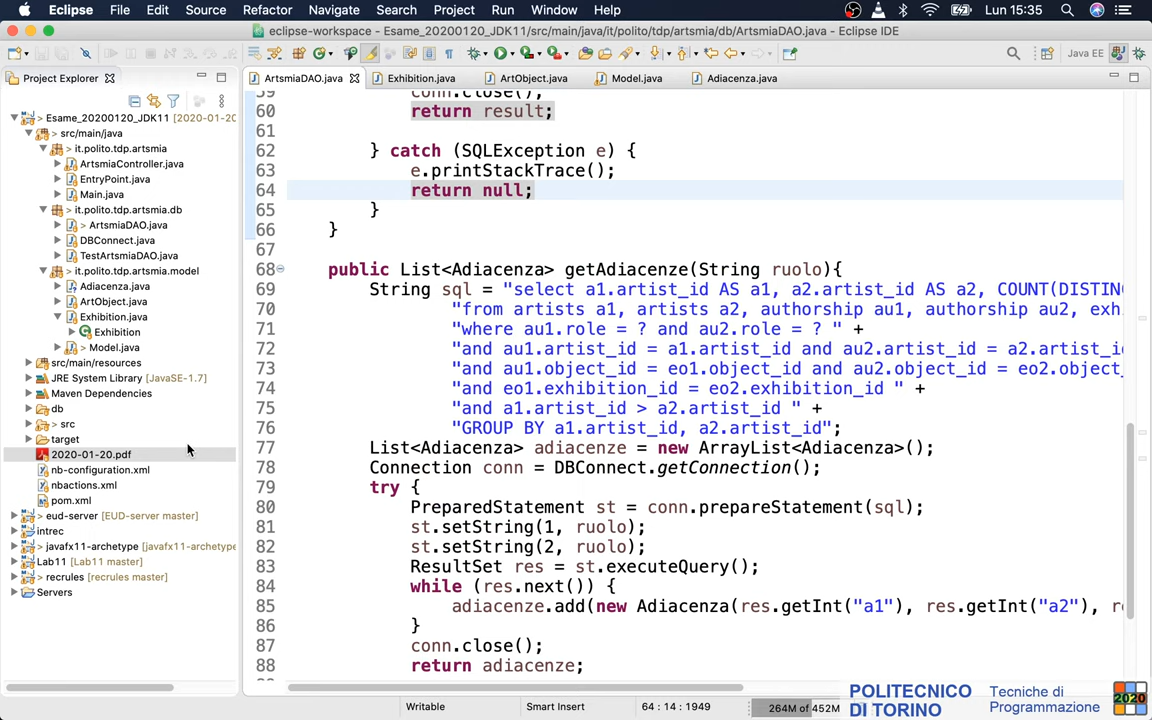 Eclipse File Edit Source Refactor Navigate Search Project Run Window Help Lun 15:35
eclipse-workspace - Esame_20200120_JDK11/src/main/java/it/polito/tdp/artsmia/db/ArtsmiaDAO.java - Eclipse IDE
Java EE
Project Explorer
ArtsmiaDAO.java Exhibition.java ArtObject.java Model.java Adiacenza.java
> Esame_20200120_JDK11 [2020-01-20
> src/main/java
> it.polito.tdp.artsmia
ArtsmiaController.java
EntryPoint.java
Main.java
> it.polito.tdp.artsmia.db
> ArtsmiaDAO.java
DBConnect.java
TestArtsmiaDAO.java
> it.polito.tdp.artsmia.model
Adiacenza.java
ArtObject.java
Exhibition.java
Exhibition
> Model.java
src/main/resources
JRE System Library [JavaSE-1.7]
Maven Dependencies
db
> src
target
2020-01-20.pdf
nb-configuration.xml
nbactions.xml
pom.xml
> eud-server [EUD-server master]
intrec
> javafx11-archetype [javafx11-archetype
Lab11 [Lab11 master]
> recrules [recrules master]
Servers
59 conn.close();
60 return result;
61
62 } catch (SQLException e) {
63 e.printStackTrace();
64 return null;
65 }
66 }
67
68 public List<Adiacenza> getAdiacenze(String ruolo){
69 String sql = "select a1.artist_id AS a1, a2.artist_id AS a2, COUNT(DISTIN
70 "from artists a1, artists a2, authorship au1, authorship au2, exh
71 "where au1.role = ? and au2.role = ? " +
72 "and au1.artist_id = a1.artist_id and au2.artist_id = a2.artist_i
73 "and au1.object_id = eo1.object_id and au2.object_id = eo2.object_
74 "and eo1.exhibition_id = eo2.exhibition_id " +
75 "and a1.artist_id > a2.artist_id " +
76 "GROUP BY a1.artist_id, a2.artist_id";
77 List<Adiacenza> adiacenze = new ArrayList<Adiacenza>();
78 Connection conn = DBConnect.getConnection();
79 try {
80 PreparedStatement st = conn.prepareStatement(sql);
81 st.setString(1, ruolo);
82 st.setString(2, ruolo);
83 ResultSet res = st.executeQuery();
84 while (res.next()) {
85 adiacenze.add(new Adiacenza(res.getInt("a1"), res.getInt("a2"), re
86 }
87 conn.close();
88 return adiacenze;
Writable Smart Insert 64 : 14 : 1949 264M of 452M
POLITECNICO
DI TORINO
Tecniche di
Programmazione
2020